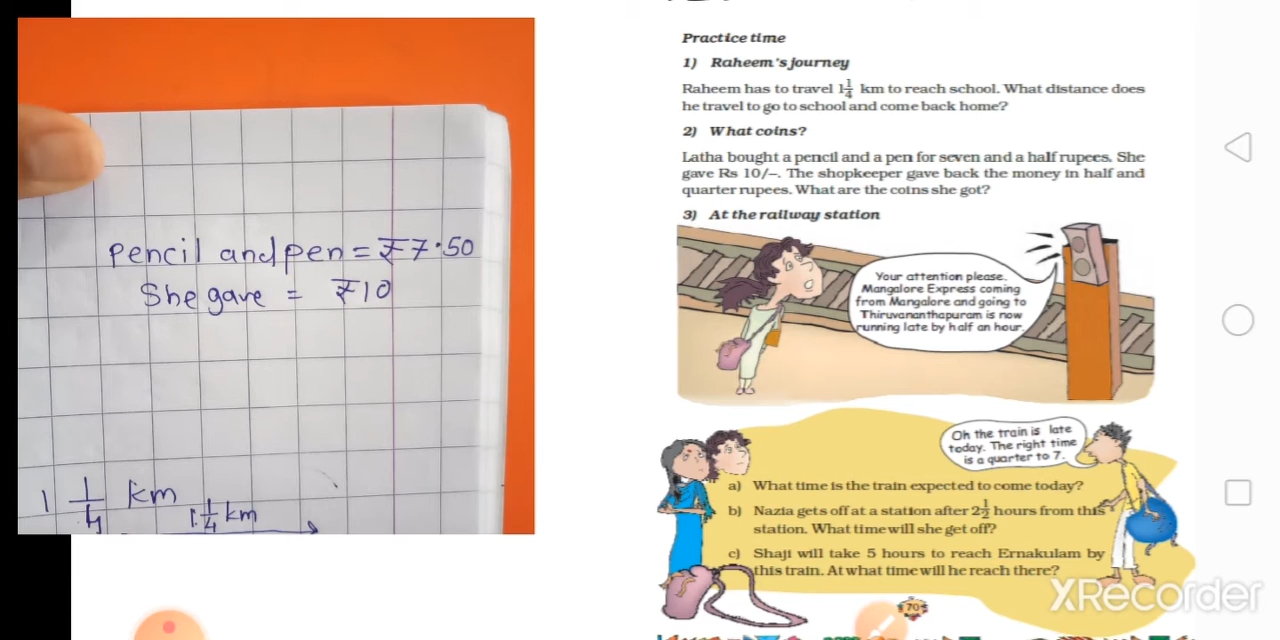 Pencil and pen = ₹7.50
She gave = ₹10
1 1/4 km
1 1/4 km
Practice time
1) Raheem's journey
Raheem has to travel 1 1/4 km to reach school. What distance does
he travel to go to school and come back home?
2) What coins?
Latha bought a pencil and a pen for seven and a half rupees. She
gave Rs 10/–. The shopkeeper gave back the money in half and
quarter rupees. What are the coins she got?
3) At the railway station
Your attention please.
Mangalore Express coming
from Mangalore and going to
Thiruvananthapuram is now
running late by half an hour.
Oh the train is late
today. The right time
is a quarter to 7.
a) What time is the train expected to come today?
b) Nazia gets off at a station after 2 1/2 hours from this
station. What time will she get off?
c) Shaji will take 5 hours to reach Ernakulam by
this train. At what time will he reach there?
70
XRecorder